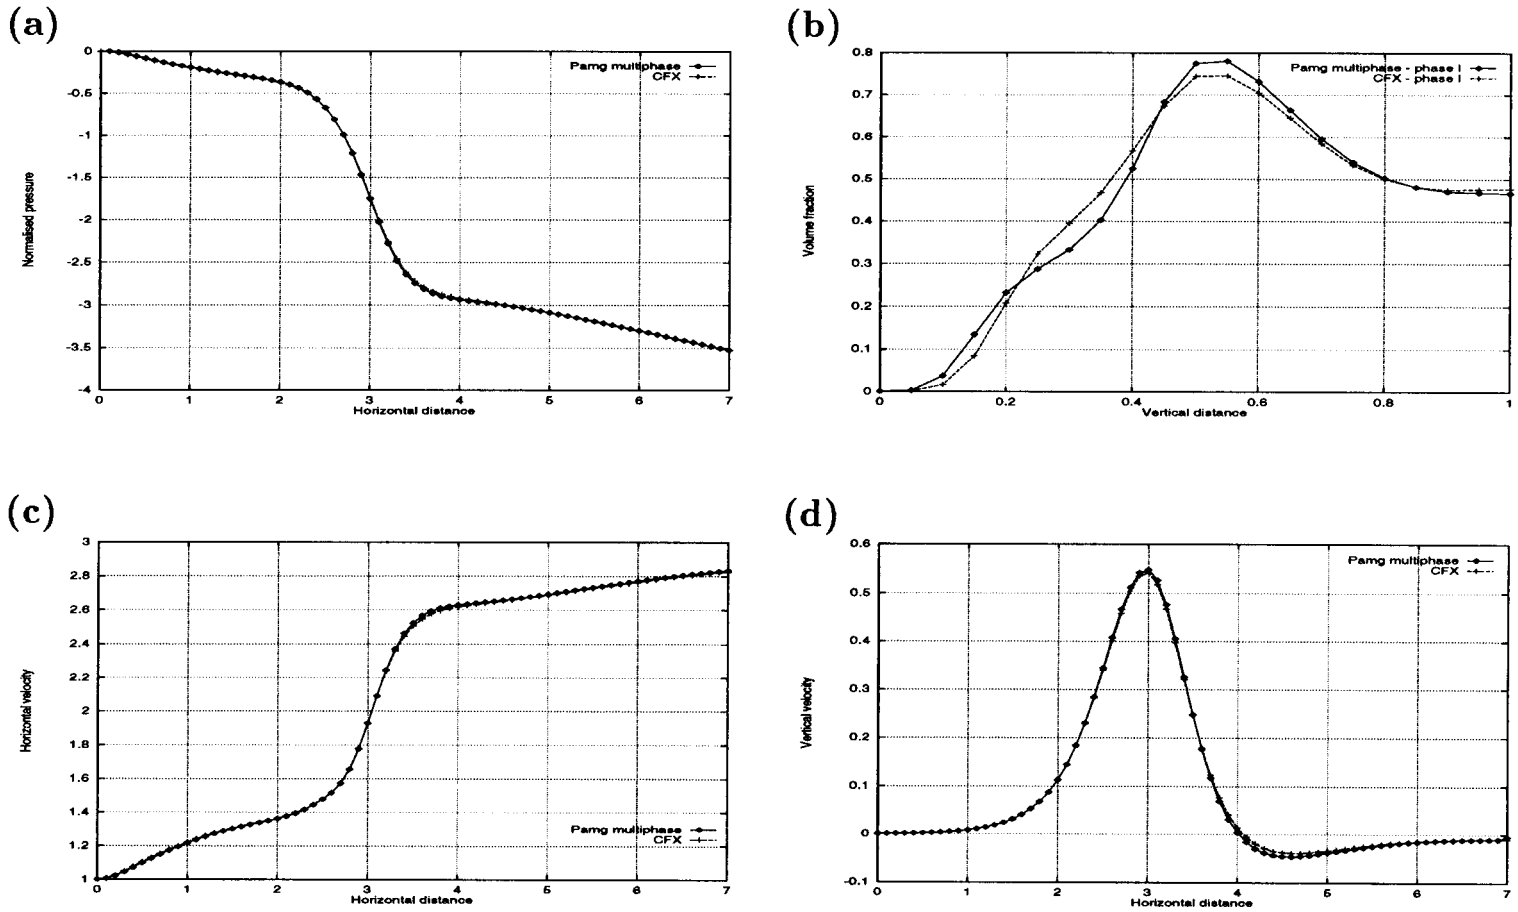 (a)
0
-0.5
-1
-1.5
-2
-2.5
-3
-3.5
-4
Normalised pressure
Pamg multiphase
CFX
0 1 2 3 4 5 6 7
Horizontal distance
(b)
0.8
0.7
0.6
0.5
0.4
0.3
0.2
0.1
0
Volume fraction
Pamg multiphase - phase I
CFX - phase I
0 0.2 0.4 0.6 0.8 1
Vertical distance
(c)
3
2.8
2.6
2.4
2.2
2
1.8
1.6
1.4
1.2
1
Horizontal velocity
Pamg multiphase
CFX
0 1 2 3 4 5 6 7
Horizontal distance
(d)
0.6
0.5
0.4
0.3
0.2
0.1
0
-0.1
Vertical velocity
Pamg multiphase
CFX
0 1 2 3 4 5 6 7
Horizontal distance